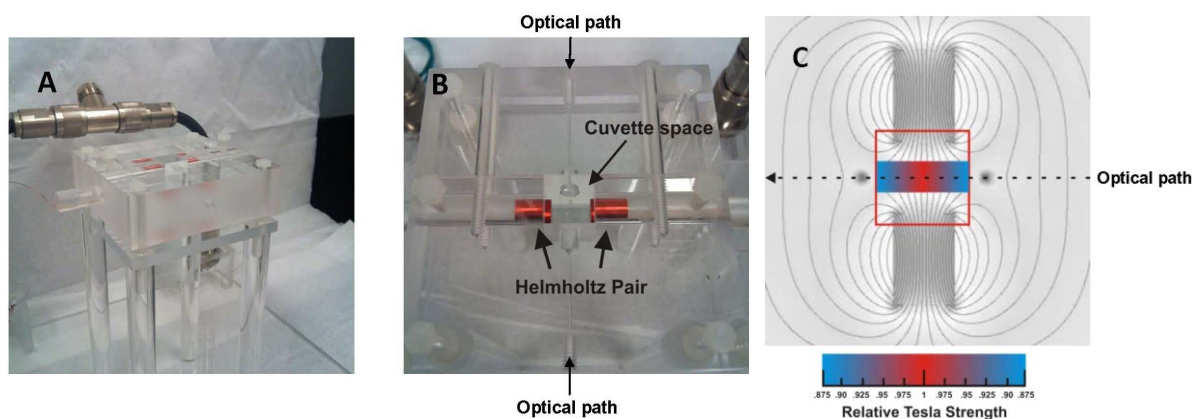 Optical path
A
B
C
Cuvette space
Optical path
Helmholtz Pair
Optical path
.875 .90 .925 .95 .975 1 .975 .95 .925 .90 .875
Relative Tesla Strength